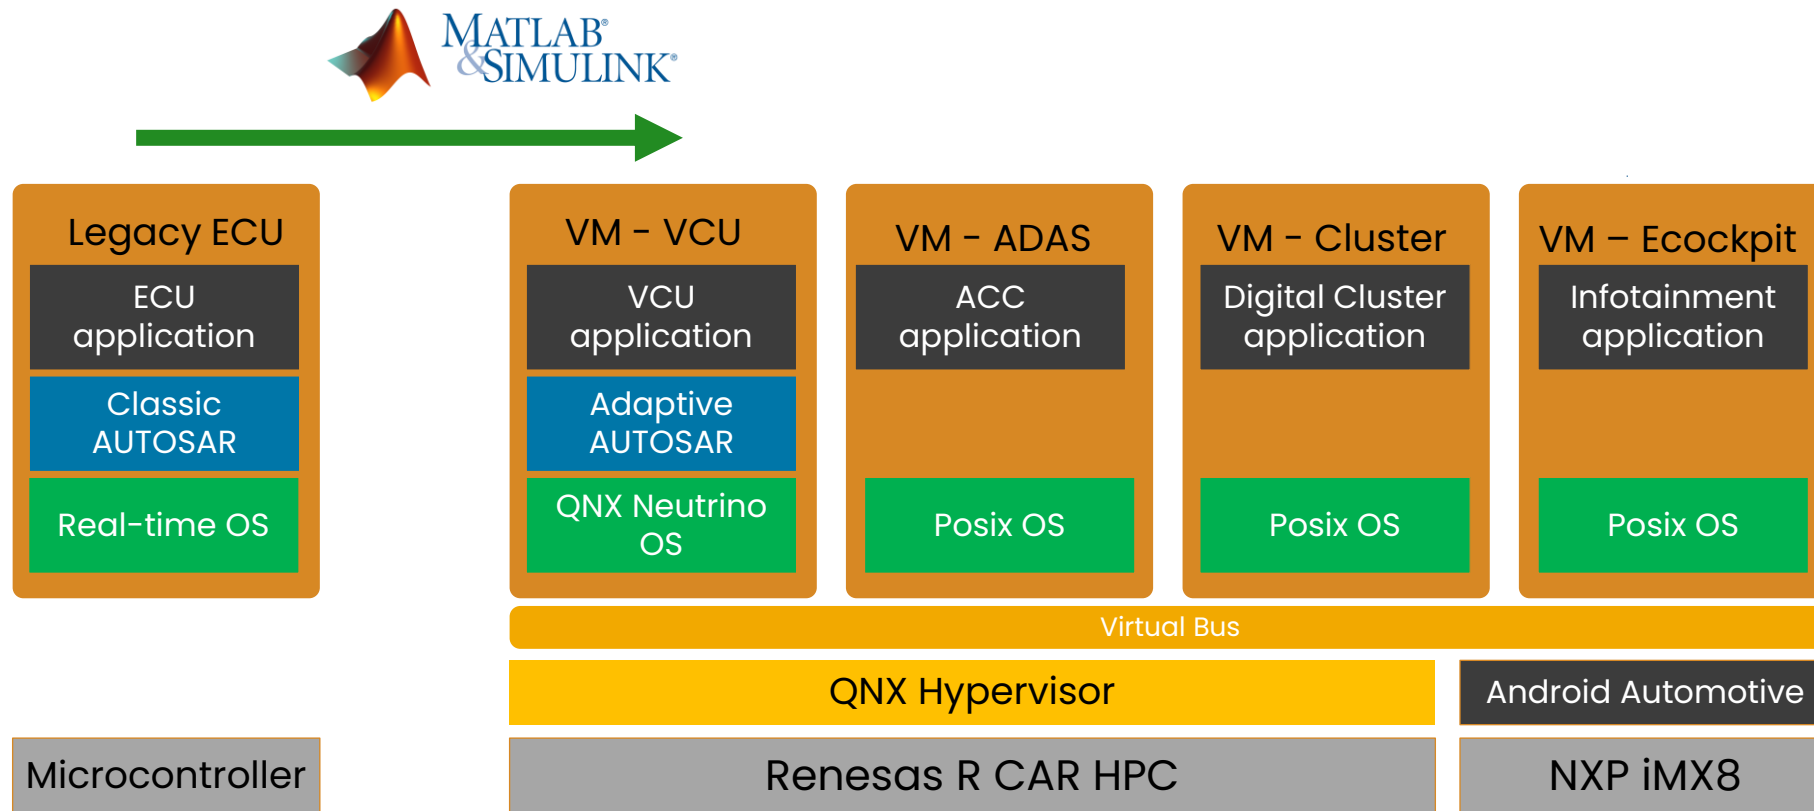 MATLAB®
&SIMULINK®
Legacy ECU
ECU
application
Classic
AUTOSAR
Real-time OS
Microcontroller
VM - VCU
VCU
application
Adaptive
AUTOSAR
QNX Neutrino
OS
VM - ADAS
ACC
application
Posix OS
VM - Cluster
Digital Cluster
application
Posix OS
VM – Ecockpit
Infotainment
application
Posix OS
Virtual Bus
QNX Hypervisor
Android Automotive
Renesas R CAR HPC
NXP iMX8